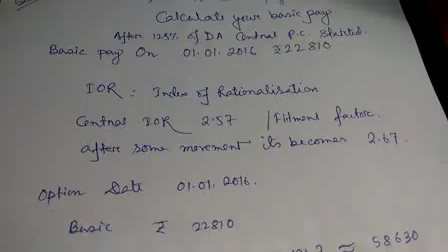 Calculate your basic pay
After 125% of DA Central P.C. Statcted.
Basic pay On 01.01.2016 ₹22810
IOR : Index of Rationalisation
Central IOR 2.57 / Fitment factor.
after some movement its becomes 2.67.
Option Date 01.01.2016.
Basic ₹ 22810
≈ 58630